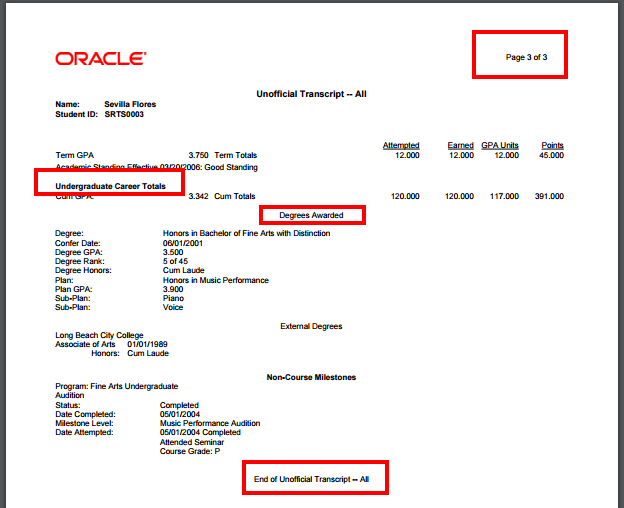 Page 3 of 3
ORACLE
Unofficial Transcript -- All
Name: Sevilla Flores
Student ID: SRTS0003
Attempted Earned GPA Units Points
Term GPA 3.750 Term Totals 12.000 12.000 12.000 45.000
Academic Standing Effective 03/20/2006: Good Standing
Undergraduate Career Totals
Cum GPA: 3.342 Cum Totals 120.000 120.000 117.000 391.000
Degrees Awarded
Degree: Honors in Bachelor of Fine Arts with Distinction
Confer Date: 06/01/2001
Degree GPA: 3.500
Degree Rank: 5 of 45
Degree Honors: Cum Laude
Plan: Honors in Music Performance
Plan GPA: 3.900
Sub-Plan: Piano
Sub-Plan: Voice
External Degrees
Long Beach City College
Associate of Arts 01/01/1989
Honors: Cum Laude
Non-Course Milestones
Program: Fine Arts Undergraduate
Audition
Status: Completed
Date Completed: 05/01/2004
Milestone Level: Music Performance Audition
Date Attempted: 05/01/2004 Completed
Attended Seminar
Course Grade: P
End of Unofficial Transcript -- All